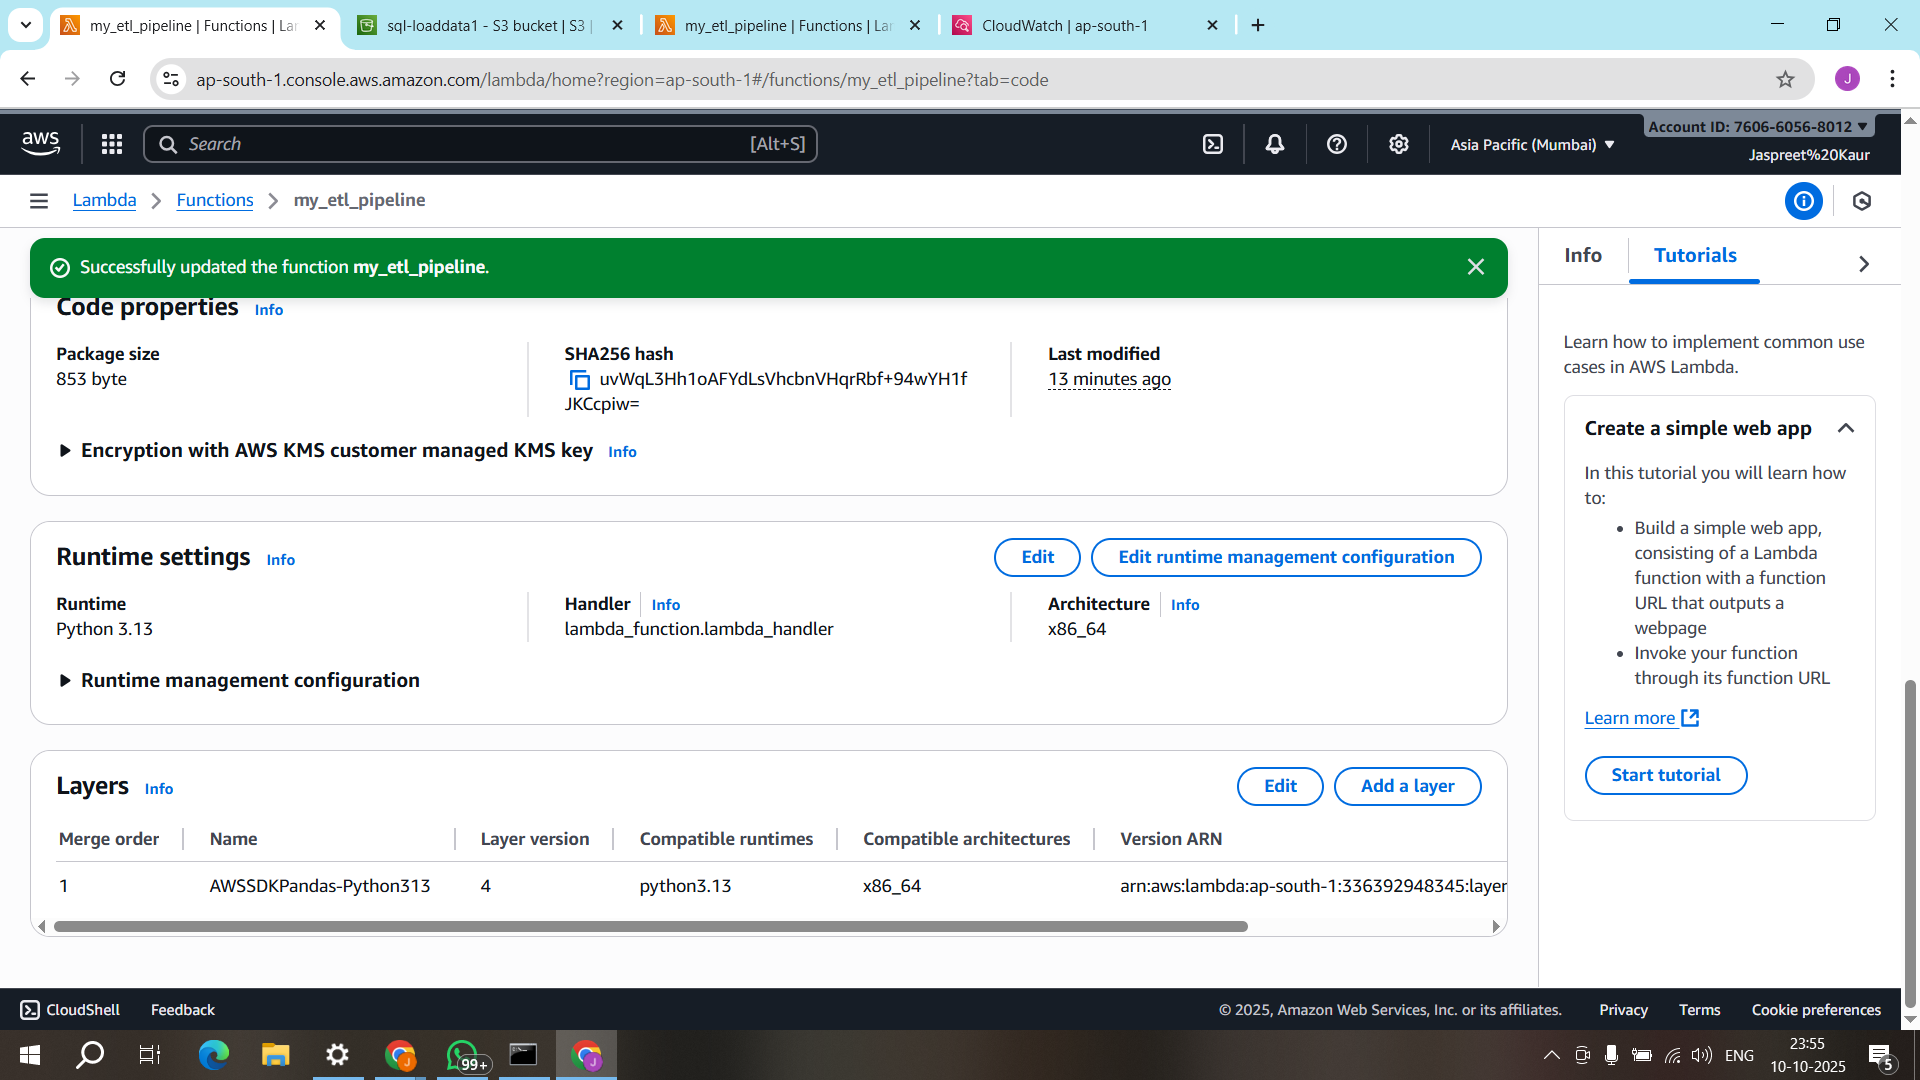 my_etl_pipeline | Functions | La
sql-loaddata1 - S3 bucket | S3 |
my_etl_pipeline | Functions | La
CloudWatch | ap-south-1
ap-south-1.console.aws.amazon.com/lambda/home?region=ap-south-1#/functions/my_etl_pipeline?tab=code
J
aws
Search
[Alt+S]
Asia Pacific (Mumbai)
Account ID: 7606-6056-8012
Jaspreet%20Kaur
Lambda
Functions
my_etl_pipeline
Successfully updated the function my_etl_pipeline.
Code properties Info
Package size
853 byte
SHA256 hash
uvWqL3Hh1oAFYdLsVhcbnVHqrRbf+94wYH1f
JKCcpiw=
Last modified
13 minutes ago
Encryption with AWS KMS customer managed KMS key Info
Runtime settings Info
Edit
Edit runtime management configuration
Runtime
Python 3.13
Handler Info
lambda_function.lambda_handler
Architecture Info
x86_64
Runtime management configuration
Layers Info
Edit
Add a layer
Merge order Name Layer version Compatible runtimes Compatible architectures Version ARN
1 AWSSDKPandas-Python313 4 python3.13 x86_64 arn:aws:lambda:ap-south-1:336392948345:layer
Info
Tutorials
Learn how to implement common use
cases in AWS Lambda.
Create a simple web app
In this tutorial you will learn how
to:
• Build a simple web app,
consisting of a Lambda
function with a function
URL that outputs a
webpage
• Invoke your function
through its function URL
Learn more
Start tutorial
CloudShell
Feedback
© 2025, Amazon Web Services, Inc. or its affiliates.
Privacy
Terms
Cookie preferences
J
99+
J
ENG
23:55
10-10-2025
5